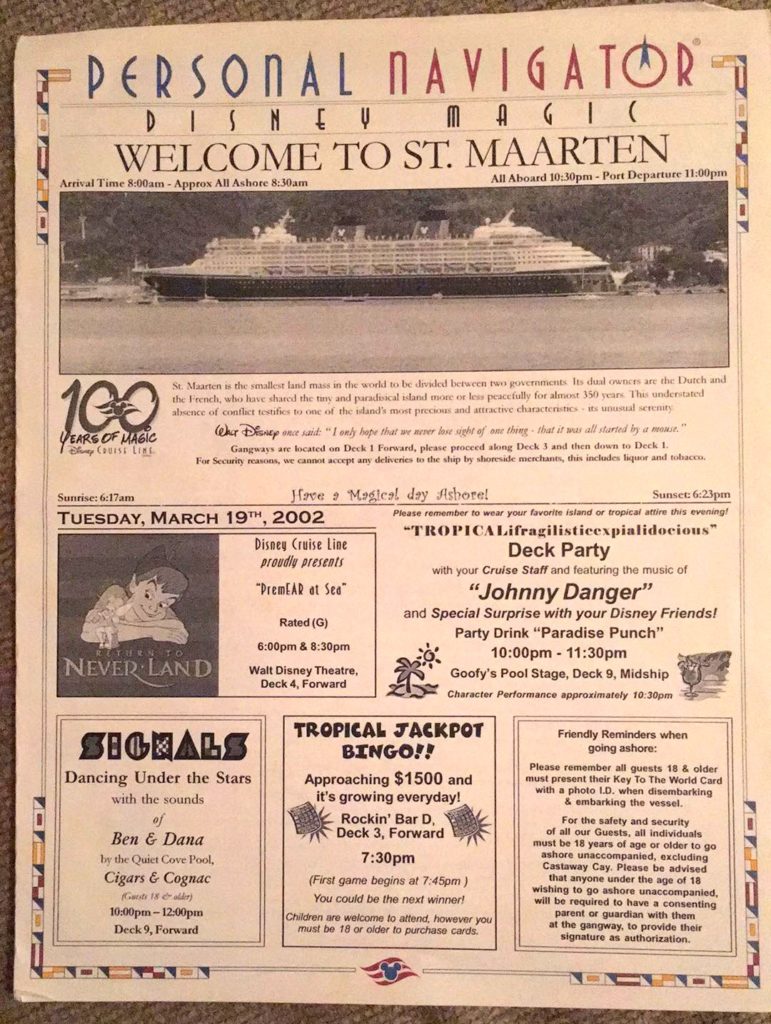 PERSONAL NAVIGATOR®
DISNEY MAGIC
WELCOME TO ST. MAARTEN
Arrival Time 8:00am - Approx All Ashore 8:30am
All Aboard 10:30pm - Port Departure 11:00pm
100
YEARS OF MAGIC
Disney CRUISE LINE
St. Maarten is the smallest land mass in the world to be divided between two governments. Its dual owners are the Dutch and
the French, who have shared the tiny and paradisical island more or less peacefully for almost 350 years. This understated
absence of conflict testifies to one of the island's most precious and attractive characteristics - its unusual serenity.
Walt Disney once said: "I only hope that we never lose sight of one thing - that it was all started by a mouse."
Gangways are located on Deck 1 Forward, please proceed along Deck 3 and then down to Deck 1.
For Security reasons, we cannot accept any deliveries to the ship by shoreside merchants, this includes liquor and tobacco.
Sunrise: 6:17am
Have a Magical day Ashore!
Sunset: 6:23pm
TUESDAY, MARCH 19TH, 2002
RETURN TO
NEVER LAND
Disney Cruise Line
proudly presents
"PremEAR at Sea"
Rated (G)
6:00pm & 8:30pm
Walt Disney Theatre,
Deck 4, Forward
Please remember to wear your favorite island or tropical attire this evening!
"TROPICALifragilisticexpialidocious"
Deck Party
with your Cruise Staff and featuring the music of
"Johnny Danger"
and Special Surprise with your Disney Friends!
Party Drink "Paradise Punch"
10:00pm - 11:30pm
Goofy's Pool Stage, Deck 9, Midship
Character Performance approximately 10:30pm
SIGNALS
Dancing Under the Stars
with the sounds
of
Ben & Dana
by the Quiet Cove Pool,
Cigars & Cognac
(Guests 18 & older)
10:00pm – 12:00pm
Deck 9, Forward
TROPICAL JACKPOT
BINGO!!
Approaching $1500 and
it's growing everyday!
Rockin' Bar D,
Deck 3, Forward
7:30pm
(First game begins at 7:45pm )
You could be the next winner!
Children are welcome to attend, however you
must be 18 or older to purchase cards.
Friendly Reminders when
going ashore:
Please remember all guests 18 & older
must present their Key To The World Card
with a photo I.D. when disembarking
& embarking the vessel.
For the safety and security
of all our Guests, all individuals
must be 18 years of age or older to go
ashore unaccompanied, excluding
Castaway Cay. Please be advised
that anyone under the age of 18
wishing to go ashore unaccompanied,
will be required to have a consenting
parent or guardian with them
at the gangway, to provide their
signature as authorization.